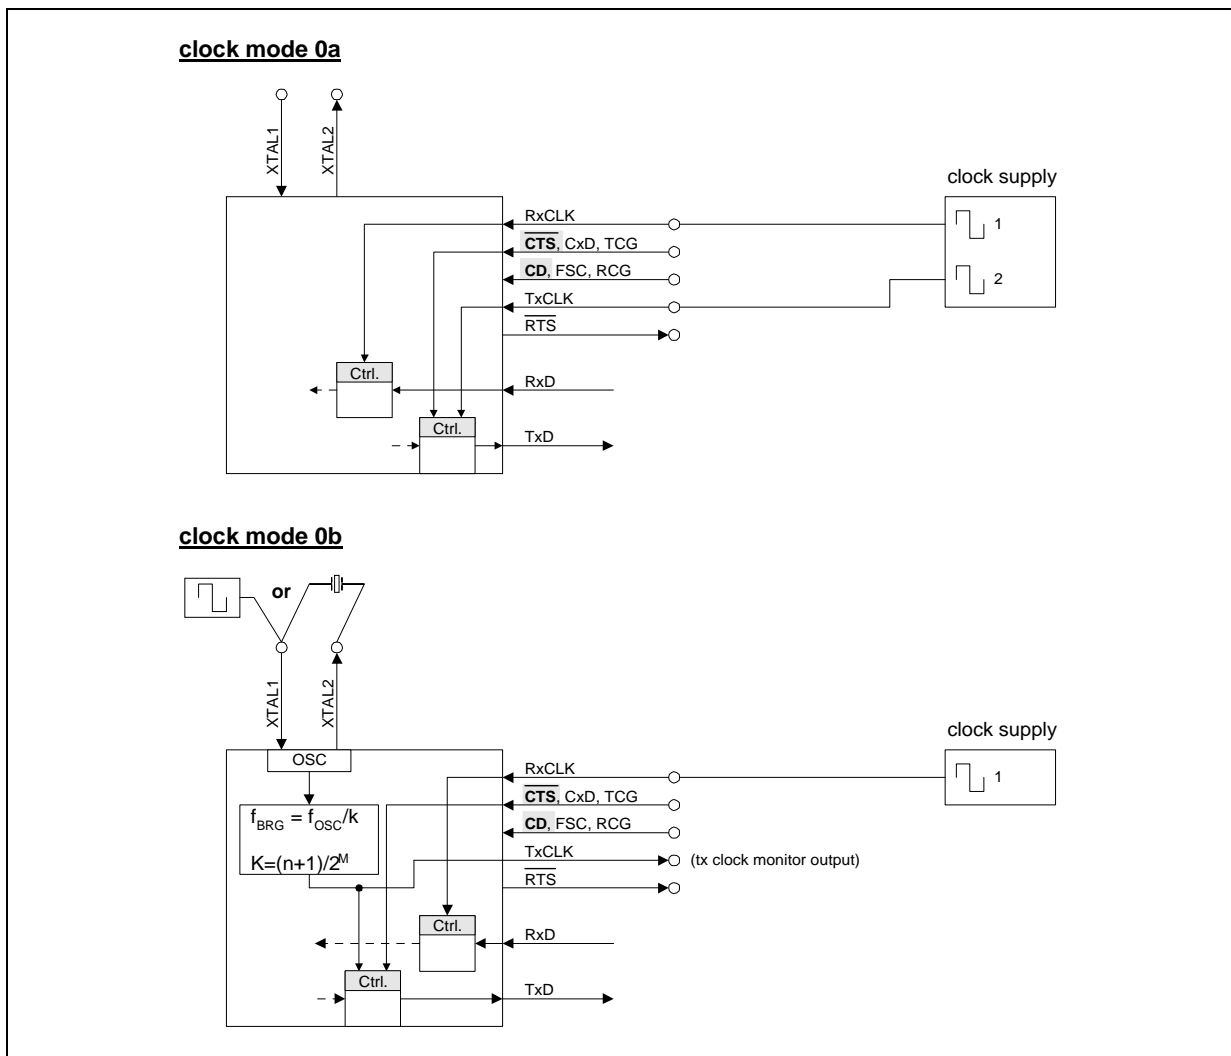 clock mode 0a
XTAL1
XTAL2
clock supply
RxCLK
1
CTS, CxD, TCG
CD, FSC, RCG
2
TxCLK
RTS
Ctrl.
RxD
Ctrl.
TxD
clock mode 0b
or
XTAL1
XTAL2
clock supply
OSC
RxCLK
1
CTS, CxD, TCG
fBRG = fOSC/k
CD, FSC, RCG
K=(n+1)/2^M
TxCLK
(tx clock monitor output)
RTS
Ctrl.
RxD
Ctrl.
TxD